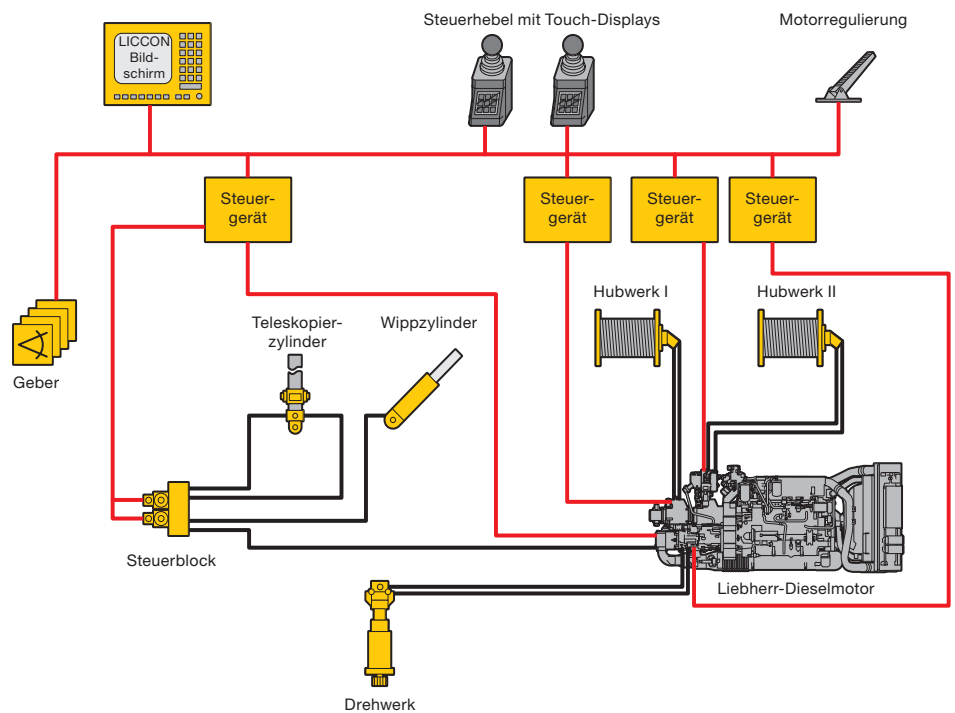 Steuerhebel mit Touch-Displays
Motorregulierung
LICCON
Bild-
schirm
Steuer-
gerät
Steuer-
gerät
Steuer-
gerät
Steuer-
gerät
Geber
Teleskopier-
zylinder
Wippzylinder
Hubwerk I
Hubwerk II
Steuerblock
Liebherr-Dieselmotor
Drehwerk